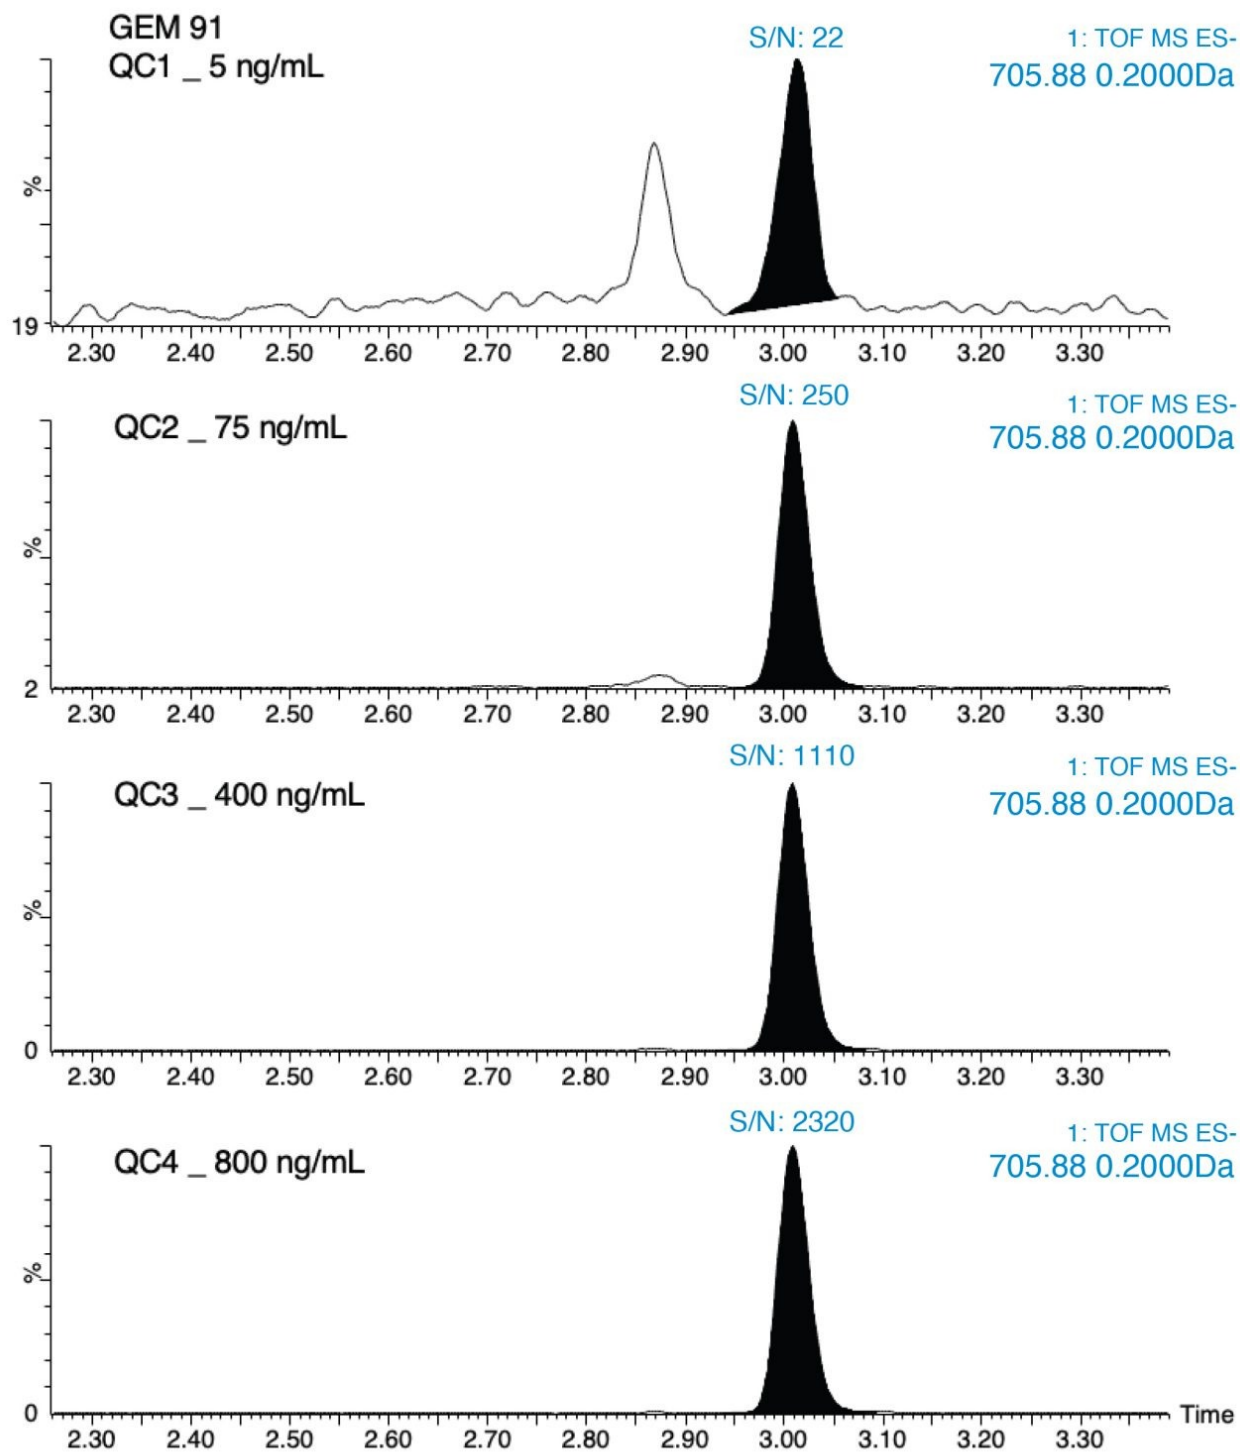 GEM 91
QC1 _ 5 ng/mL
S/N: 22
1: TOF MS ES-
705.88 0.2000Da
%
19
2.30 2.40 2.50 2.60 2.70 2.80 2.90 3.00 3.10 3.20 3.30
QC2 _ 75 ng/mL
S/N: 250
1: TOF MS ES-
705.88 0.2000Da
%
2
2.30 2.40 2.50 2.60 2.70 2.80 2.90 3.00 3.10 3.20 3.30
QC3 _ 400 ng/mL
S/N: 1110
1: TOF MS ES-
705.88 0.2000Da
%
0
2.30 2.40 2.50 2.60 2.70 2.80 2.90 3.00 3.10 3.20 3.30
QC4 _ 800 ng/mL
S/N: 2320
1: TOF MS ES-
705.88 0.2000Da
%
0
Time
2.30 2.40 2.50 2.60 2.70 2.80 2.90 3.00 3.10 3.20 3.30